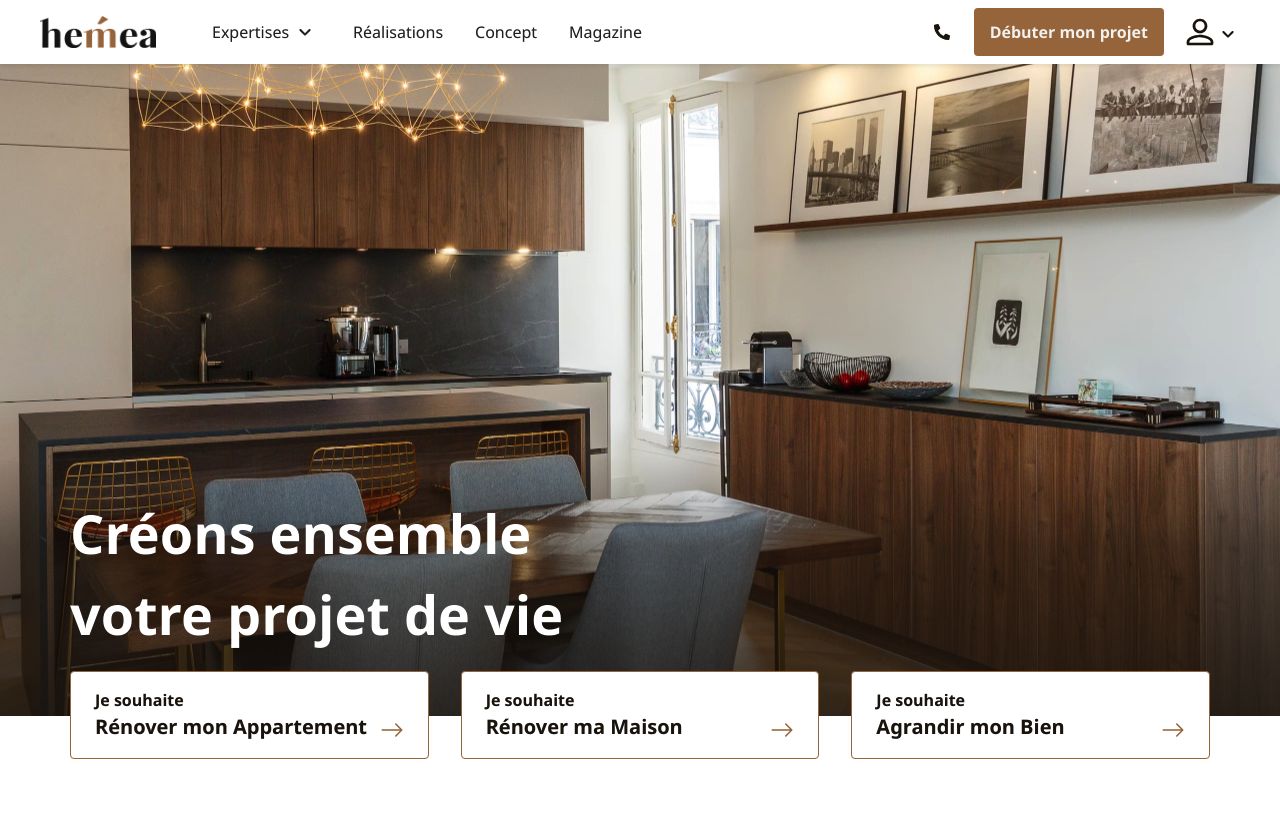 hemea
Expertises
Réalisations
Concept
Magazine
Débuter mon projet
Créons ensemble
votre projet de vie
Je souhaite
Rénover mon Appartement
Je souhaite
Rénover ma Maison
Je souhaite
Agrandir mon Bien